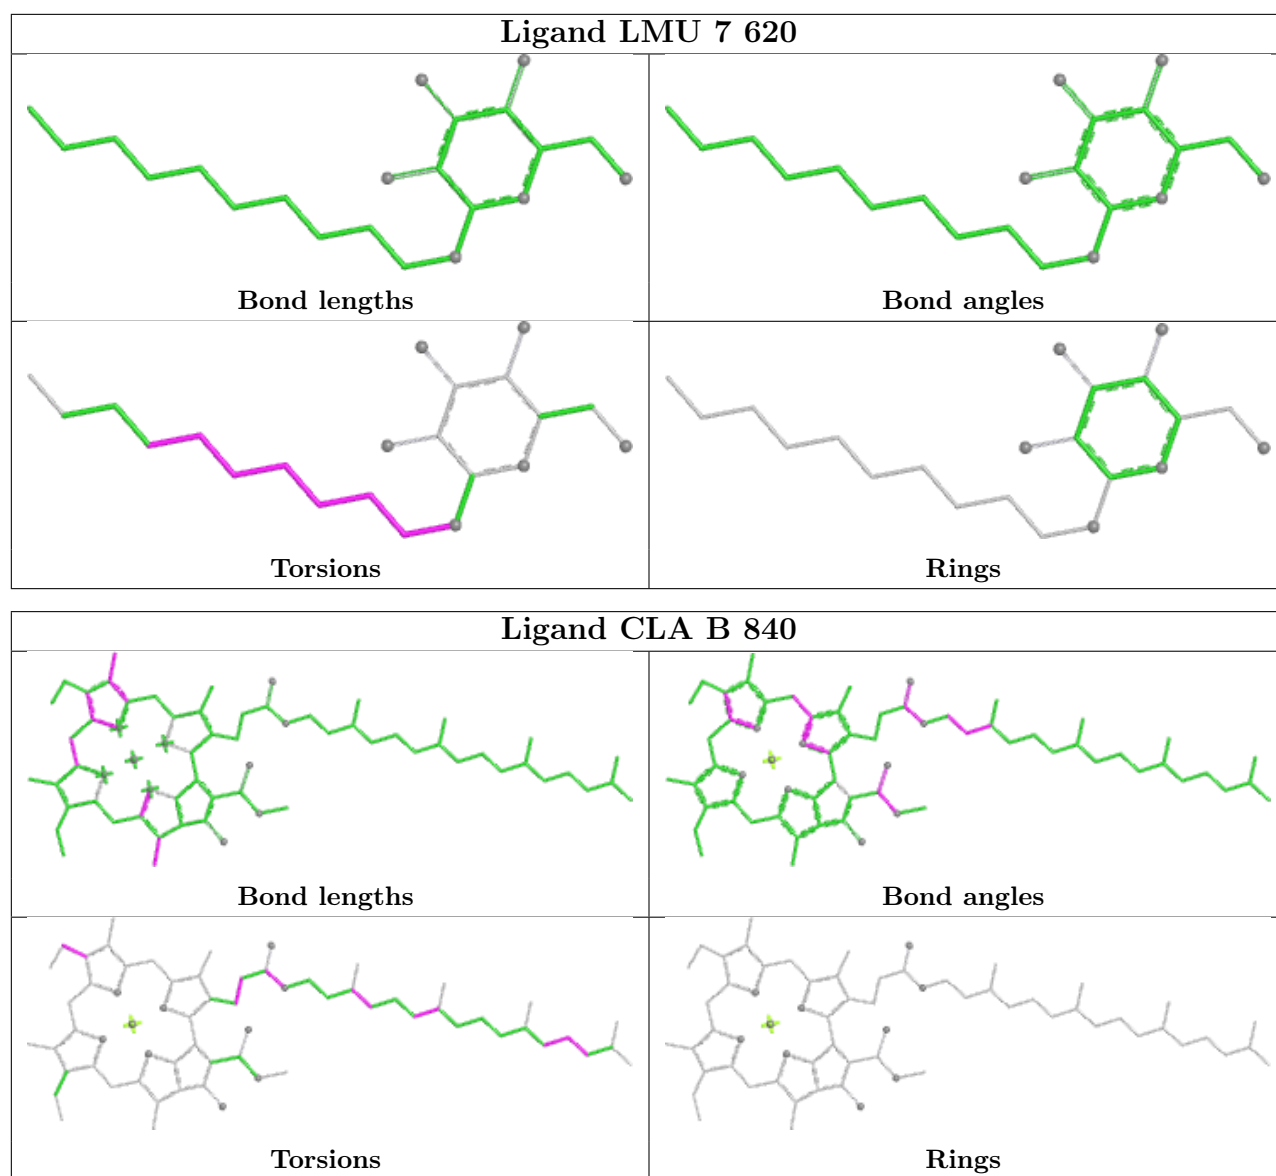 Ligand LMU 7 620
Bond lengths
Bond angles
Torsions
Rings
Ligand CLA B 840
Bond lengths
Bond angles
Torsions
Rings